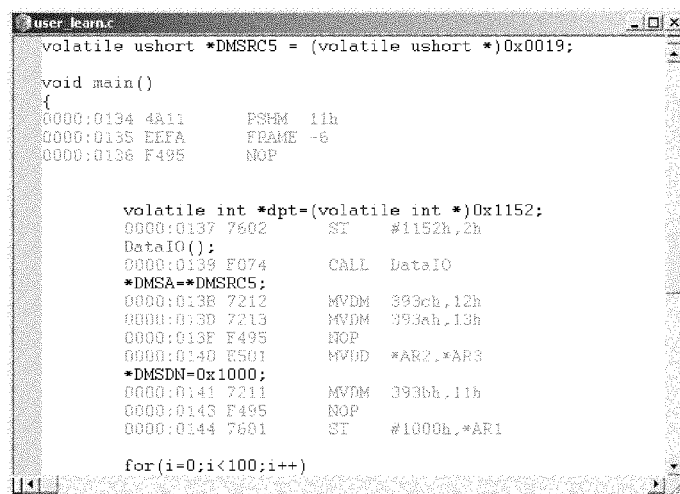 user_learn.c
volatile ushort *DMSRC5 = (volatile ushort *)0x0019;
void main()
{
0000:0134 4A11 PSHM 11h
0000:0135 EEFA FRAME -6
0000:0136 F495 NOP
volatile int *dpt=(volatile int *)0x1152;
0000:0137 7602 ST #1152h,2h
DataIO();
0000:0139 F074 CALL DataIO
*DMSA=*DMSRC5;
0000:013B 7212 MVDM 393ch,12h
0000:013D 7213 MVDM 393ah,13h
0000:013F F495 NOP
0000:0140 E501 MVDD *AR2,*AR3
*DMSDN=0x1000;
0000:0141 7211 MVDM 393bh,11h
0000:0143 F495 NOP
0000:0144 7681 ST #1000h,*AR1
for(i=0;i<100;i++)